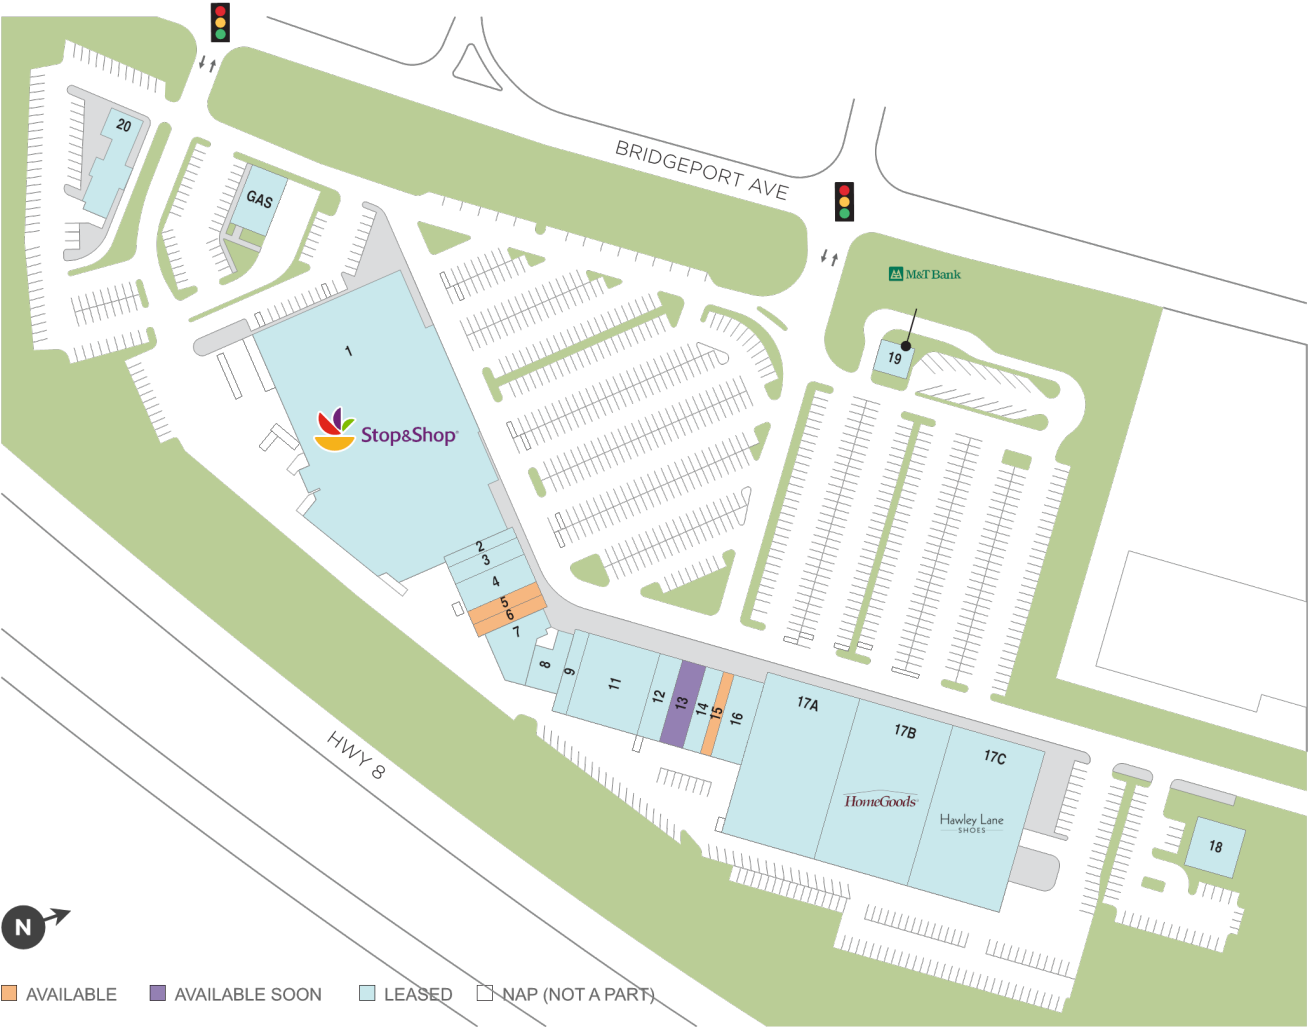 20
BRIDGEPORT AVE
GAS
M&T Bank
19
1
Stop&Shop
2
3
4
5
6
7
8
9
11
12
13
14
15
16
17A
17B
17C
HomeGoods
Hawley Lane
SHOES
18
HWY 8
N
AVAILABLE
AVAILABLE SOON
LEASED
NAP (NOT A PART)